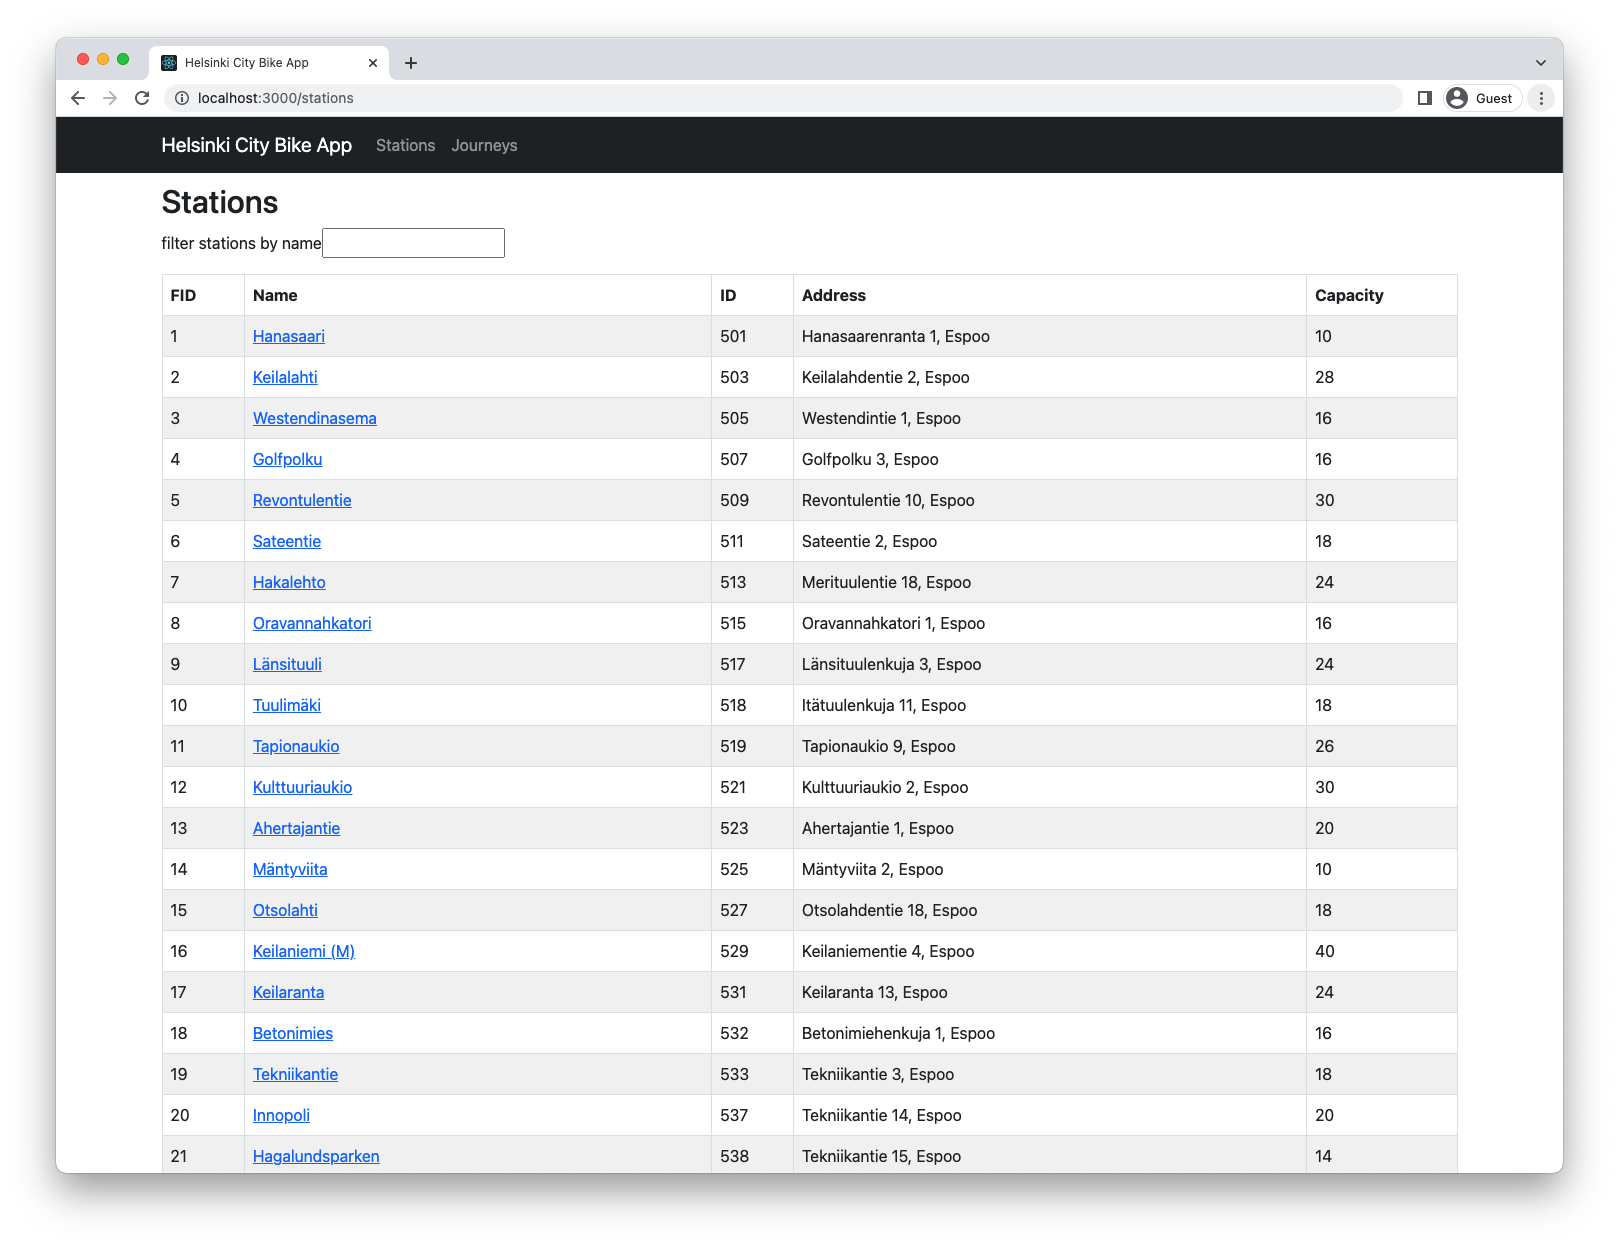 Helsinki City Bike App
localhost:3000/stations
Guest
Helsinki City Bike App Stations Journeys
Stations
filter stations by name
FID Name ID Address Capacity
1 Hanasaari 501 Hanasaarenranta 1, Espoo 10
2 Keilalahti 503 Keilalahdentie 2, Espoo 28
3 Westendinasema 505 Westendintie 1, Espoo 16
4 Golfpolku 507 Golfpolku 3, Espoo 16
5 Revontulentie 509 Revontulentie 10, Espoo 30
6 Sateentie 511 Sateentie 2, Espoo 18
7 Hakalehto 513 Merituulentie 18, Espoo 24
8 Oravannahkatori 515 Oravannahkatori 1, Espoo 16
9 Länsituuli 517 Länsituulenkuja 3, Espoo 24
10 Tuulimäki 518 Itätuulenkuja 11, Espoo 18
11 Tapionaukio 519 Tapionaukio 9, Espoo 26
12 Kulttuuriaukio 521 Kulttuuriaukio 2, Espoo 30
13 Ahertajantie 523 Ahertajantie 1, Espoo 20
14 Mäntyviita 525 Mäntyviita 2, Espoo 10
15 Otsolahti 527 Otsolahdentie 18, Espoo 18
16 Keilaniemi (M) 529 Keilaniementie 4, Espoo 40
17 Keilaranta 531 Keilaranta 13, Espoo 24
18 Betonimies 532 Betonimiehenkuja 1, Espoo 16
19 Tekniikantie 533 Tekniikantie 3, Espoo 18
20 Innopoli 537 Tekniikantie 14, Espoo 20
21 Hagalundsparken 538 Tekniikantie 15, Espoo 14